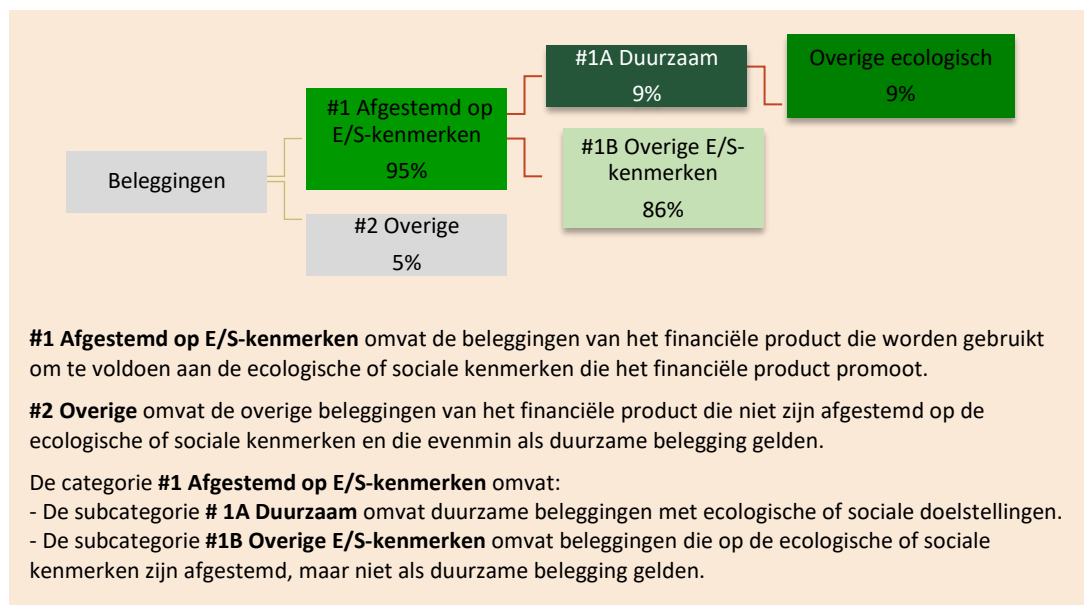 #1A Duurzaam
9%
Overige ecologisch
9%
#1 Afgestemd op
E/S-kenmerken
95%
#1B Overige E/S-
kenmerken
86%
Beleggingen
#2 Overige
5%
#1 Afgestemd op E/S-kenmerken omvat de beleggingen van het financiële product die worden gebruikt
om te voldoen aan de ecologische of sociale kenmerken die het financiële product promoot.
#2 Overige omvat de overige beleggingen van het financiële product die niet zijn afgestemd op de
ecologische of sociale kenmerken en die evenmin als duurzame belegging gelden.
De categorie #1 Afgestemd op E/S-kenmerken omvat:
- De subcategorie # 1A Duurzaam omvat duurzame beleggingen met ecologische of sociale doelstellingen.
- De subcategorie #1B Overige E/S-kenmerken omvat beleggingen die op de ecologische of sociale
kenmerken zijn afgestemd, maar niet als duurzame belegging gelden.